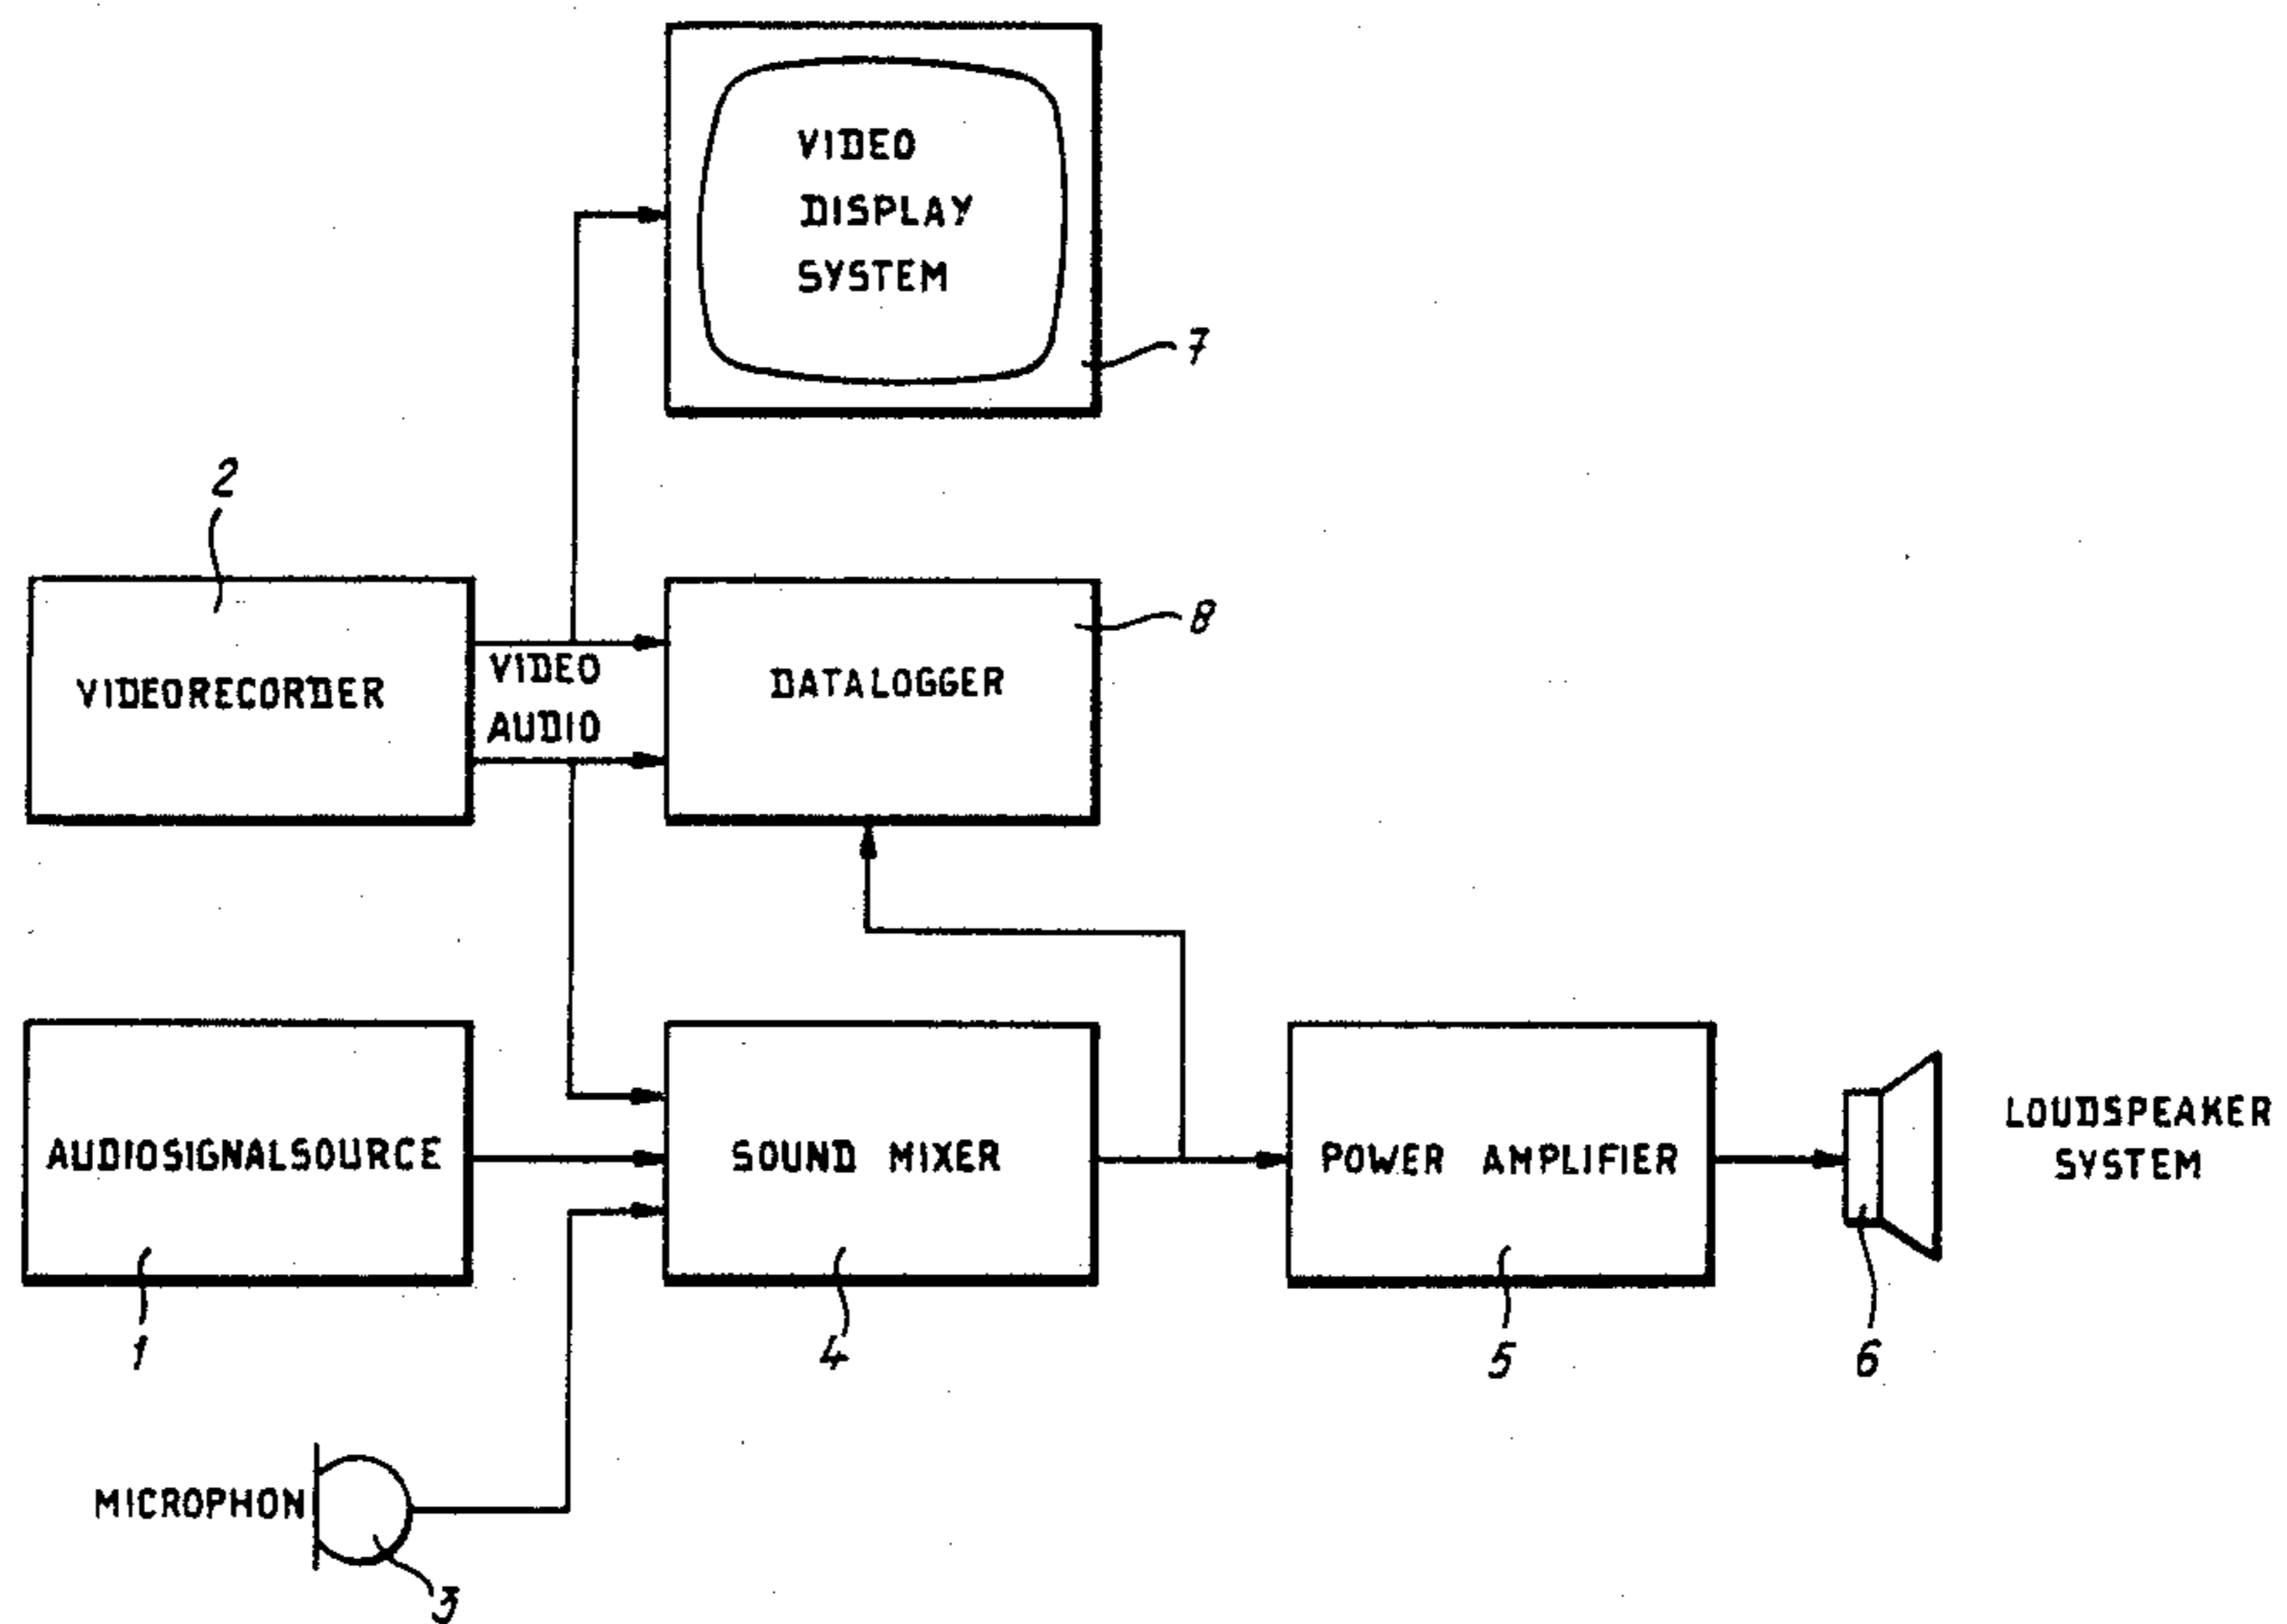 VIDEO
DISPLAY
SYSTEM
7
2
8
VIDEORECORDER
VIDEO
AUDIO
DATALOGGER
AUDIOSIGNALSOURCE
SOUND MIXER
POWER AMPLIFIER
LOUDSPEAKER
SYSTEM
1
4
5
6
MICROPHON
3